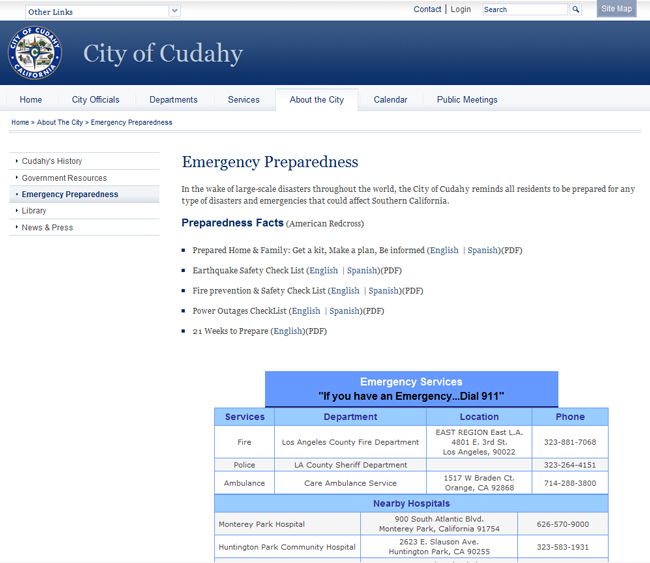 Other Links
Contact | Login
Search
Site Map
CITY OF CUDAHY
CALIFORNIA
City of Cudahy
Home
City Officials
Departments
Services
About the City
Calendar
Public Meetings
Home > About The City > Emergency Preparedness
Cudahy's History
Government Resources
Emergency Preparedness
Library
News & Press
Emergency Preparedness
In the wake of large-scale disasters throughout the world, the City of Cudahy reminds all residents to be prepared for any
type of disasters and emergencies that could affect Southern California.
Preparedness Facts (American Redcross)
Prepared Home & Family: Get a kit, Make a plan, Be informed (English | Spanish)(PDF)
Earthquake Safety Check List (English | Spanish)(PDF)
Fire prevention & Safety Check List (English | Spanish)(PDF)
Power Outages CheckList (English | Spanish)(PDF)
21 Weeks to Prepare (English)(PDF)
Emergency Services
"If you have an Emergency...Dial 911"
Services Department Location Phone
Fire Los Angeles County Fire Department EAST REGION East L.A.
4801 E. 3rd St.
Los Angeles, 90022 323-881-7068
Police LA County Sheriff Department 323-264-4151
Ambulance Care Ambulance Service 1517 W Braden Ct.
Orange, CA 92868 714-288-3800
Nearby Hospitals
Monterey Park Hospital 900 South Atlantic Blvd.
Monterey Park, California 91754 626-570-9000
Huntington Park Community Hospital 2623 E. Slauson Ave.
Huntington Park, CA 90255 323-583-1931